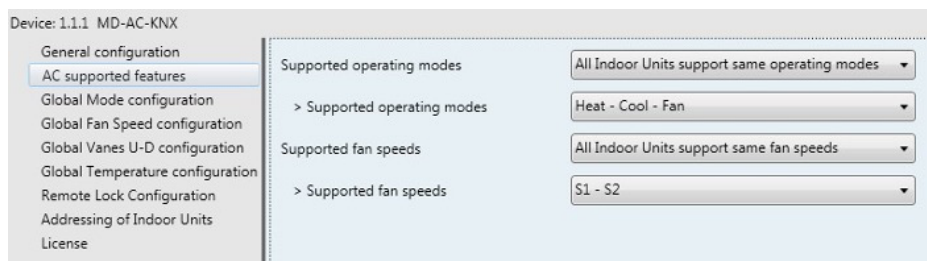 Device: 1.1.1 MD-AC-KNX
General configuration
AC supported features
Global Mode configuration
Global Fan Speed configuration
Global Vanes U-D configuration
Global Temperature configuration
Remote Lock Configuration
Addressing of Indoor Units
License
Supported operating modes
All Indoor Units support same operating modes
> Supported operating modes
Heat - Cool - Fan
Supported fan speeds
All Indoor Units support same fan speeds
> Supported fan speeds
S1 - S2